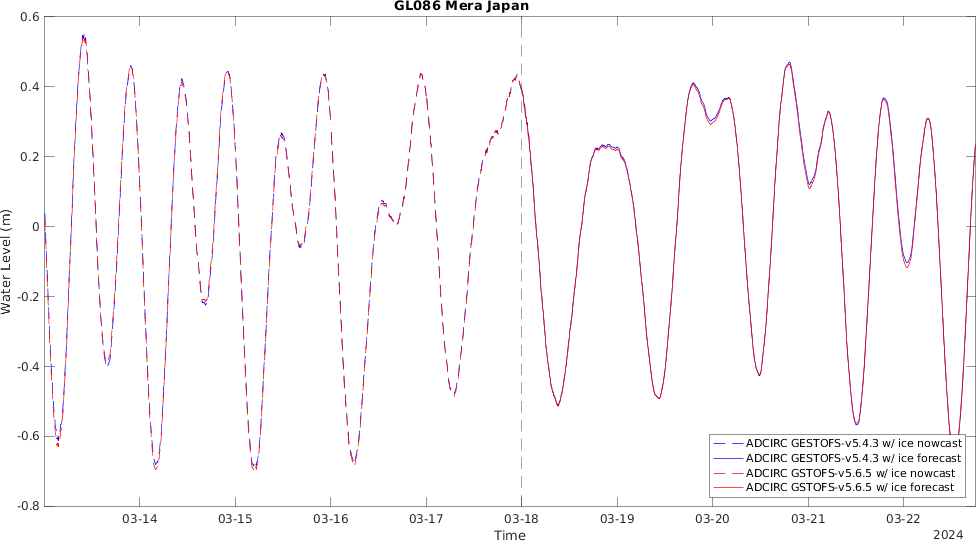 GL086 Mera Japan
0.6
0.4
0.2
0
-0.2
-0.4
-0.6
-0.8
Water Level (m)
03-14
03-15
03-16
03-17
03-18
03-19
03-20
03-21
03-22
Time
2024
ADCIRC GESTOFS-v5.4.3 w/ ice nowcast
ADCIRC GESTOFS-v5.4.3 w/ ice forecast
ADCIRC GSTOFS-v5.6.5 w/ ice nowcast
ADCIRC GSTOFS-v5.6.5 w/ ice forecast